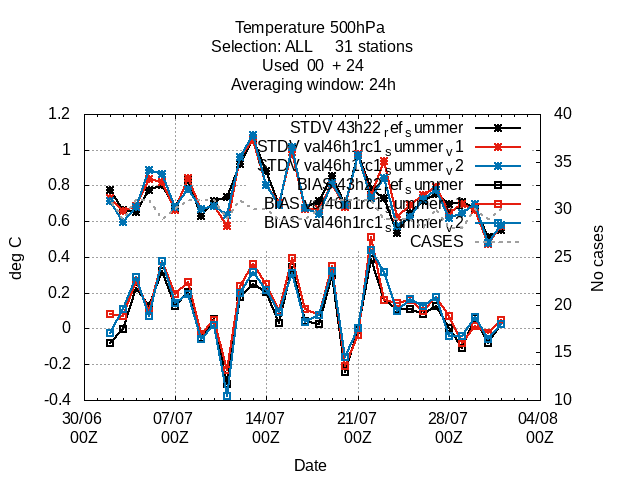 Temperature 500hPa
Selection: ALL 31 stations
Used 00 + 24
Averaging window: 24h
STDV 43h22_ref_summer
STDV val46h1rc1_summer_v1
STDV val46h1rc1_summer_v2
BIAS 43h22_ref_summer
BIAS val46h1rc1_summer_v1
BIAS val46h1rc1_summer_v2
CASES
deg C
1.2
1
0.8
0.6
0.4
0.2
0
-0.2
-0.4
No cases
40
35
30
25
20
15
10
30/06 07/07 14/07 21/07 28/07 04/08
00Z 00Z 00Z 00Z 00Z 00Z
Date